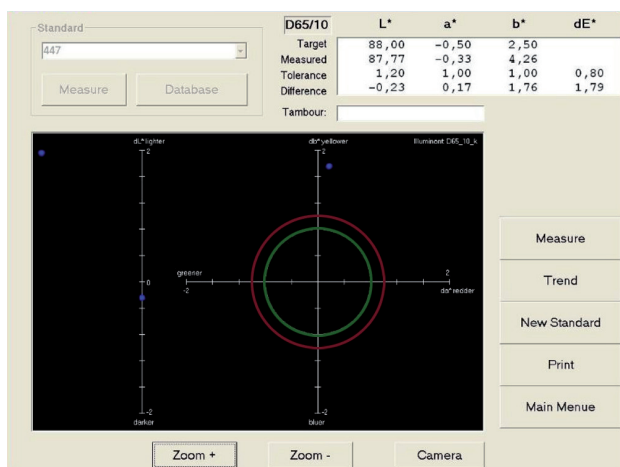 Standard
447
Measure Database
D65/10 L* a* b* dE*
Target 88,00 -0,50 2,50
Measured 87,77 -0,33 4,26
Tolerance 1,20 1,00 1,00 0,80
Difference -0,23 0,17 1,76 1,79
Tambour:
dL* lighter
db* yellower
Illuminant D65_10_k
2
2
greener
0
-2
2
da* redder
-2
darker
-2
bluer
Measure
Trend
New Standard
Print
Main Menue
Zoom + Zoom - Camera